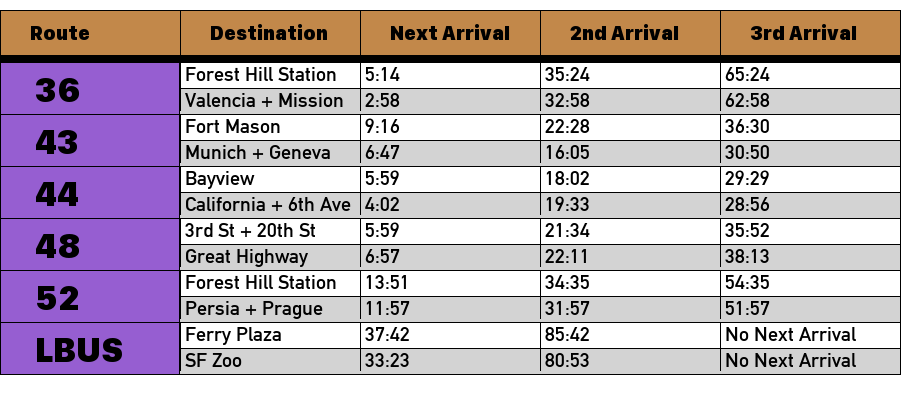 Route Destination Next Arrival 2nd Arrival 3rd Arrival
36 Forest Hill Station 5:14 35:24 65:24
Valencia + Mission 2:58 32:58 62:58
43 Fort Mason 9:16 22:28 36:30
Munich + Geneva 6:47 16:05 30:50
44 Bayview 5:59 18:02 29:29
California + 6th Ave 4:02 19:33 28:56
48 3rd St + 20th St 5:59 21:34 35:52
Great Highway 6:57 22:11 38:13
52 Forest Hill Station 13:51 34:35 54:35
Persia + Prague 11:57 31:57 51:57
LBUS Ferry Plaza 37:42 85:42 No Next Arrival
SF Zoo 33:23 80:53 No Next Arrival